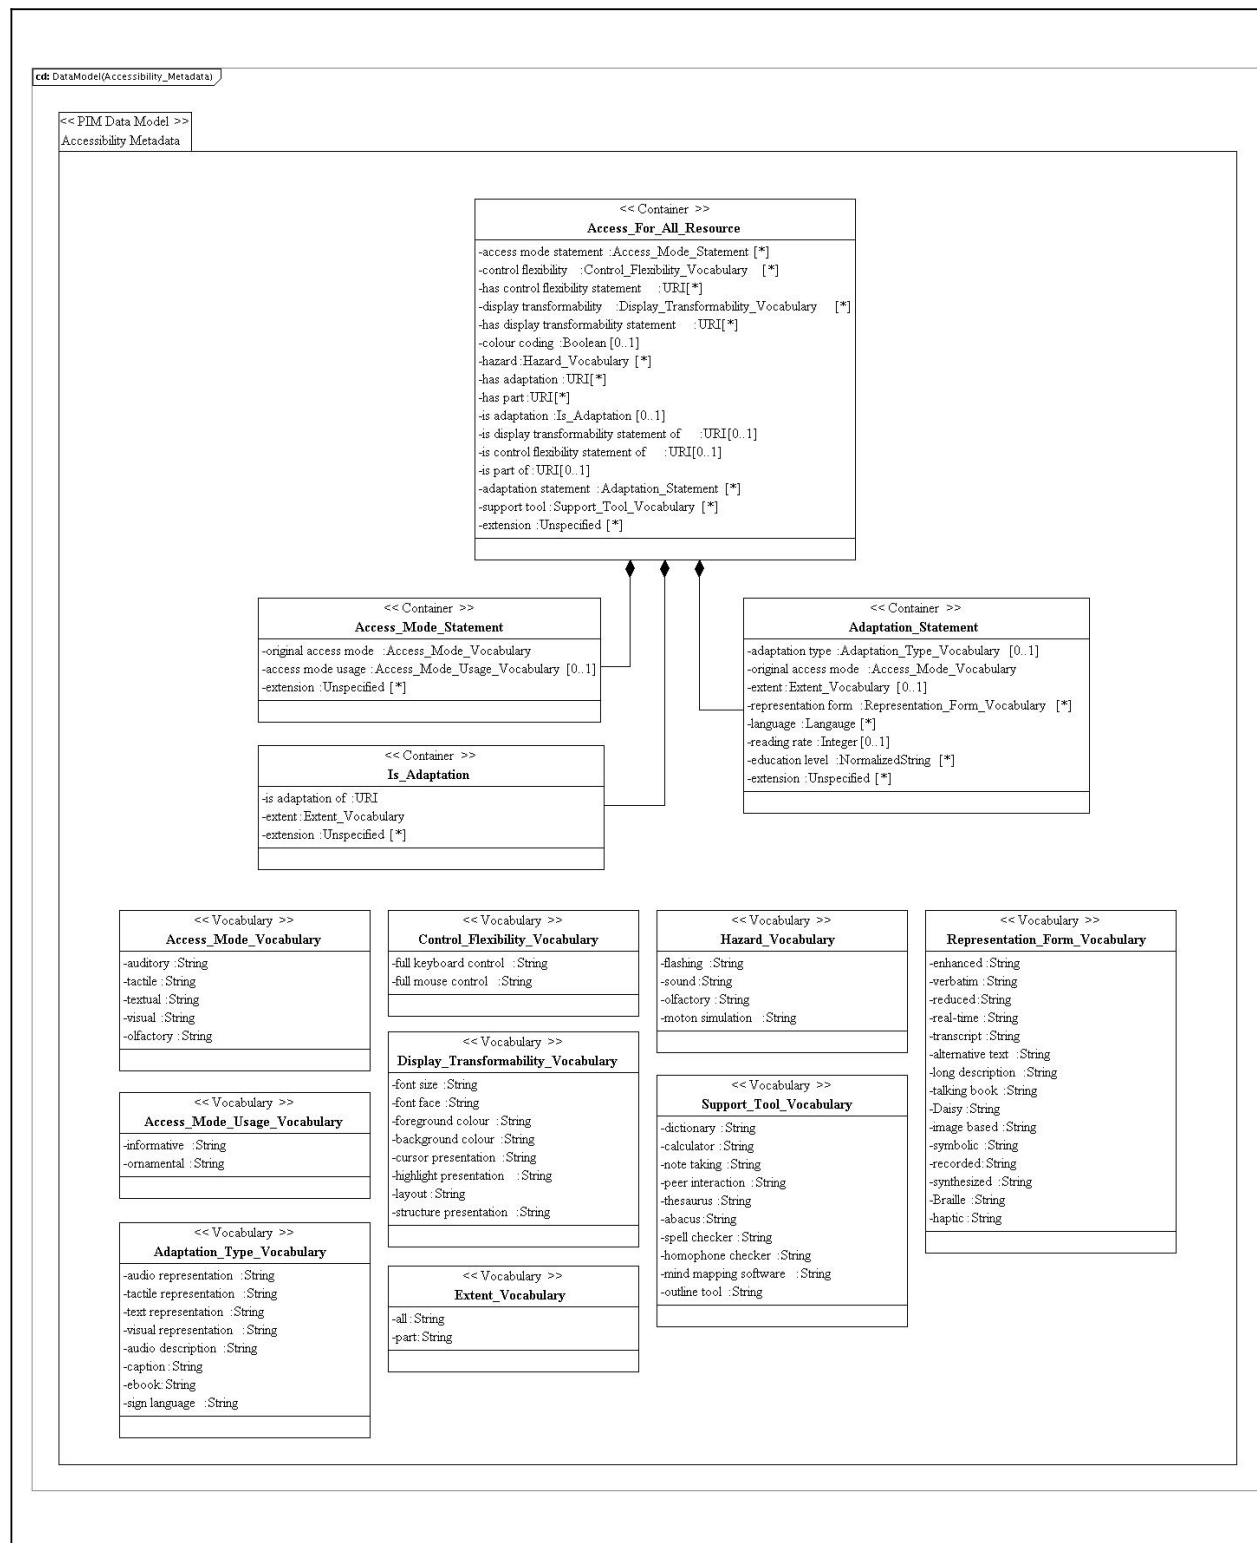 cd: DataModel(Accessibility_Metadata)
<< PIM Data Model >>
Accessibility Metadata
<< Container >>
Access_For_All_Resource
-access mode statement :Access_Mode_Statement [*]
-control flexibility :Control_Flexibility_Vocabulary [*]
-has control flexibility statement :URI[*]
-display transformability :Display_Transformability_Vocabulary [*]
-has display transformability statement :URI[*]
-colour coding :Boolean [0..1]
-hazard :Hazard_Vocabulary [*]
-has adaptation :URI[*]
-has part :URI[*]
-is adaptation :Is_Adaptation [0..1]
-is display transformability statement of :URI[0..1]
-is control flexibility statement of :URI[0..1]
-is part of :URI[0..1]
-adaptation statement :Adaptation_Statement [*]
-support tool :Support_Tool_Vocabulary [*]
-extension :Unspecified [*]
<< Container >>
Access_Mode_Statement
-original access mode :Access_Mode_Vocabulary
-access mode usage :Access_Mode_Usage_Vocabulary [0..1]
-extension :Unspecified [*]
<< Container >>
Adaptation_Statement
-adaptation type :Adaptation_Type_Vocabulary [0..1]
-original access mode :Access_Mode_Vocabulary
-extent :Extent_Vocabulary [0..1]
-representation form :Representation_Form_Vocabulary [*]
-language :Langauge [*]
-reading rate :Integer [0..1]
-education level :NormalizedString [*]
-extension :Unspecified [*]
<< Container >>
Is_Adaptation
-is adaptation of :URI
-extent :Extent_Vocabulary
-extension :Unspecified [*]
<< Vocabulary >>
Access_Mode_Vocabulary
-auditory :String
-tactile :String
-textual :String
-visual :String
-olfactory :String
<< Vocabulary >>
Access_Mode_Usage_Vocabulary
-informative :String
-ornamental :String
<< Vocabulary >>
Adaptation_Type_Vocabulary
-audio representation :String
-tactile representation :String
-text representation :String
-visual representation :String
-audio description :String
-caption :String
-ebook :String
-sign language :String
<< Vocabulary >>
Control_Flexibility_Vocabulary
-full keyboard control :String
-full mouse control :String
<< Vocabulary >>
Display_Transformability_Vocabulary
-font size :String
-font face :String
-foreground colour :String
-background colour :String
-cursor presentation :String
-highlight presentation :String
-layout :String
-structure presentation :String
<< Vocabulary >>
Extent_Vocabulary
-all :String
-part :String
<< Vocabulary >>
Hazard_Vocabulary
-flashing :String
-sound :String
-olfactory :String
-moton simulation :String
<< Vocabulary >>
Support_Tool_Vocabulary
-dictionary :String
-calculator :String
-note taking :String
-peer interaction :String
-thesaurus :String
-abacus :String
-spell checker :String
-homophone checker :String
-mind mapping software :String
-outline tool :String
<< Vocabulary >>
Representation_Form_Vocabulary
-enhanced :String
-verbatim :String
-reduced :String
-real-time :String
-transcript :String
-alternative text :String
-long description :String
-talking book :String
-Daisy :String
-image based :String
-symbolic :String
-recorded :String
-synthesized :String
-Braille :String
-haptic :String